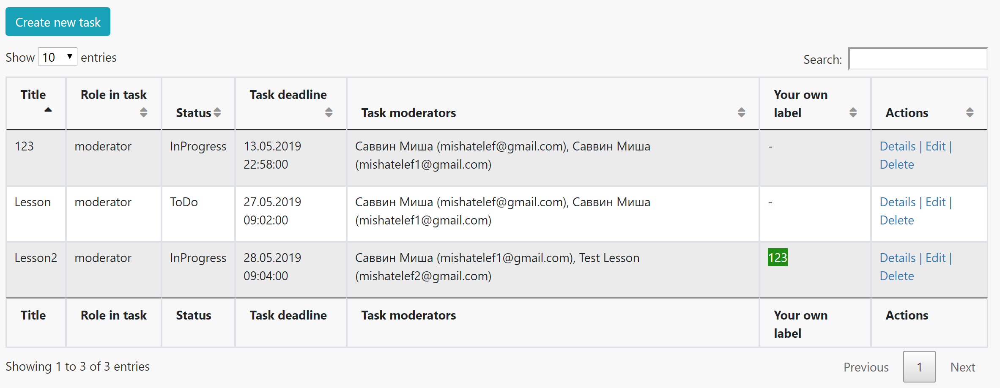 Create new task
Show 10 entries
Search:
Title Role in task Status Task deadline Task moderators Your own label Actions
123 moderator InProgress 13.05.2019 22:58:00 Саввин Миша (mishatelef@gmail.com), Саввин Миша (mishatelef1@gmail.com) - Details | Edit | Delete
Lesson moderator ToDo 27.05.2019 09:02:00 Саввин Миша (mishatelef@gmail.com), Саввин Миша (mishatelef1@gmail.com) - Details | Edit | Delete
Lesson2 moderator InProgress 28.05.2019 09:04:00 Саввин Миша (mishatelef1@gmail.com), Test Lesson (mishatelef2@gmail.com) 123 Details | Edit | Delete
Title Role in task Status Task deadline Task moderators Your own label Actions
Showing 1 to 3 of 3 entries
Previous 1 Next